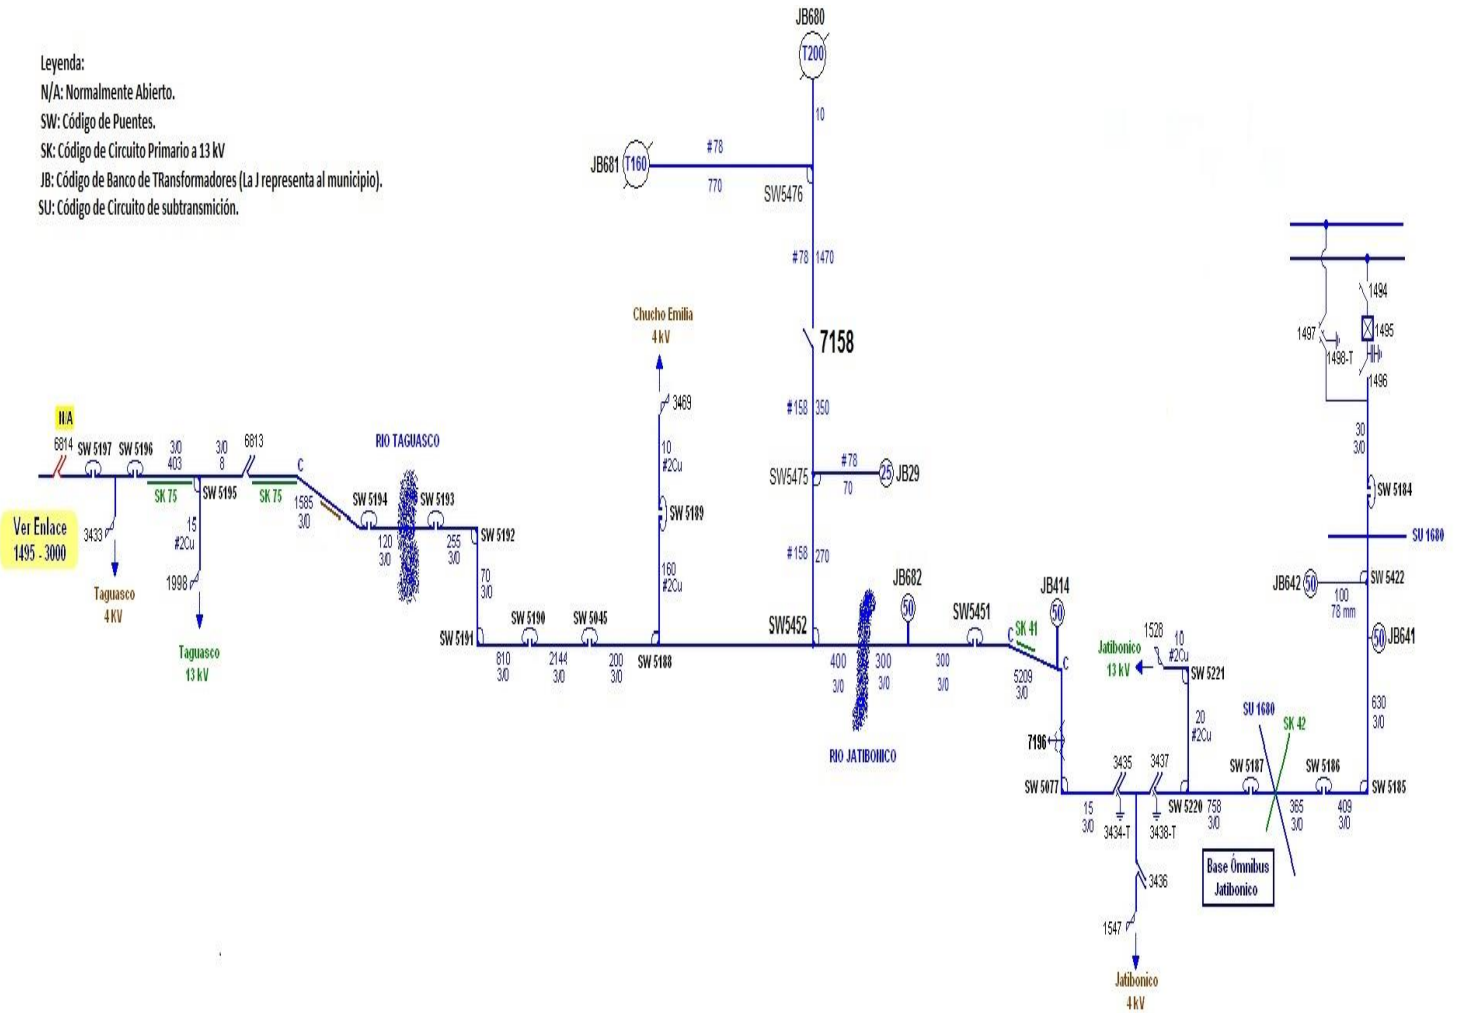 Leyenda:
N/A: Normalmente Abierto.
SW: Código de Puentes.
SK: Código de Circuito Primario a 13 kV
JB: Código de Banco de TRansformadores (La J representa al municipio).
SU: Código de Circuito de subtransmición.
JB680
T200
10
#78
JB681
T160
770
SW5476
#78
1470
7158
#158
350
Chucho Emilia
4 kV
3469
10
#2Cu
SW 5189
160
#2Cu
#78
SW5475
25
JB29
70
#158
270
N/A
6814
SW 5197
SW 5196
3/0
403
3/0
8
6813
C
SK 75
SW 5195
SK 75
1585
3/0
RIO TAGUASCO
SW 5194
SW 5193
120
3/0
255
3/0
SW 5192
70
3/0
Ver Enlace
1495 - 3000
3433
Taguasco
4 KV
15
#2Cu
1998
Taguasco
13 kV
SW 5191
SW 5190
SW 5045
810
3/0
2144
3/0
200
3/0
SW 5188
SW5452
JB682
50
400
3/0
300
3/0
300
3/0
RIO JATIBONICO
SW5451
C
SK 41
JB414
50
C
5209
3/0
7196
SW 5077
15
3/0
3435
3437
3434-T
3438-T
3436
1547
Jatibonico
4 kV
Jatibonico
13 kV
1528
10
#2Cu
SW 5221
20
#2Cu
SW 5220
758
3/0
SW 5187
SU 1680
SK 42
SW 5186
365
3/0
409
3/0
SW 5185
Base Ómnibus
Jatibonico
1494
1497
1495
1498-T
1496
30
3/0
SW 5184
SU 1680
JB642
50
SW 5422
100
78 mm
50
JB641
630
3/0